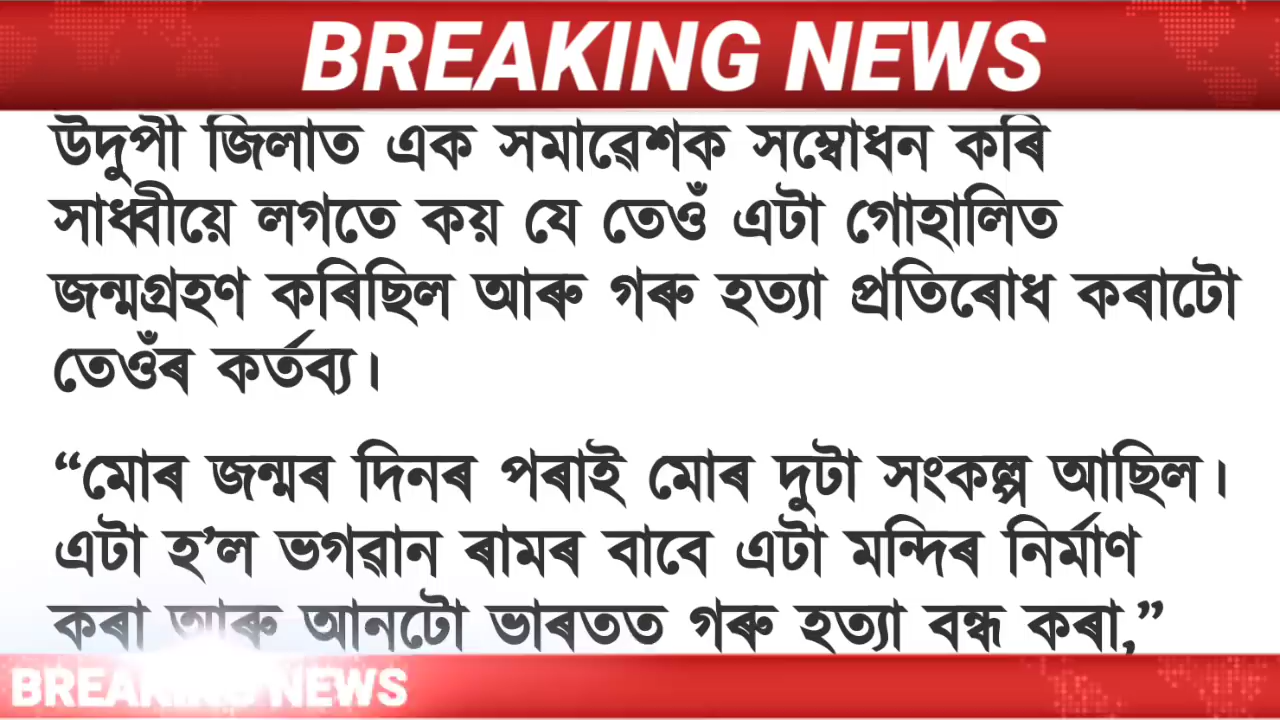 BREAKING NEWS
উদুপী জিলাত এক সমাৱেশক সম্বোধন কৰি
সাধ্বীয়ে লগতে কয় যে তেওঁ এটা গোহালিত
জন্মগ্ৰহণ কৰিছিল আৰু গৰু হত্যা প্ৰতিৰোধ কৰাটো
তেওঁৰ কৰ্তব্য।
“মোৰ জন্মৰ দিনৰ পৰাই মোৰ দুটা সংকল্প আছিল।
এটা হ’ল ভগৱান ৰামৰ বাবে এটা মন্দিৰ নিৰ্মাণ
কৰা আৰু আনটো ভাৰতত গৰু হত্যা বন্ধ কৰা,”
BREAKING NEWS